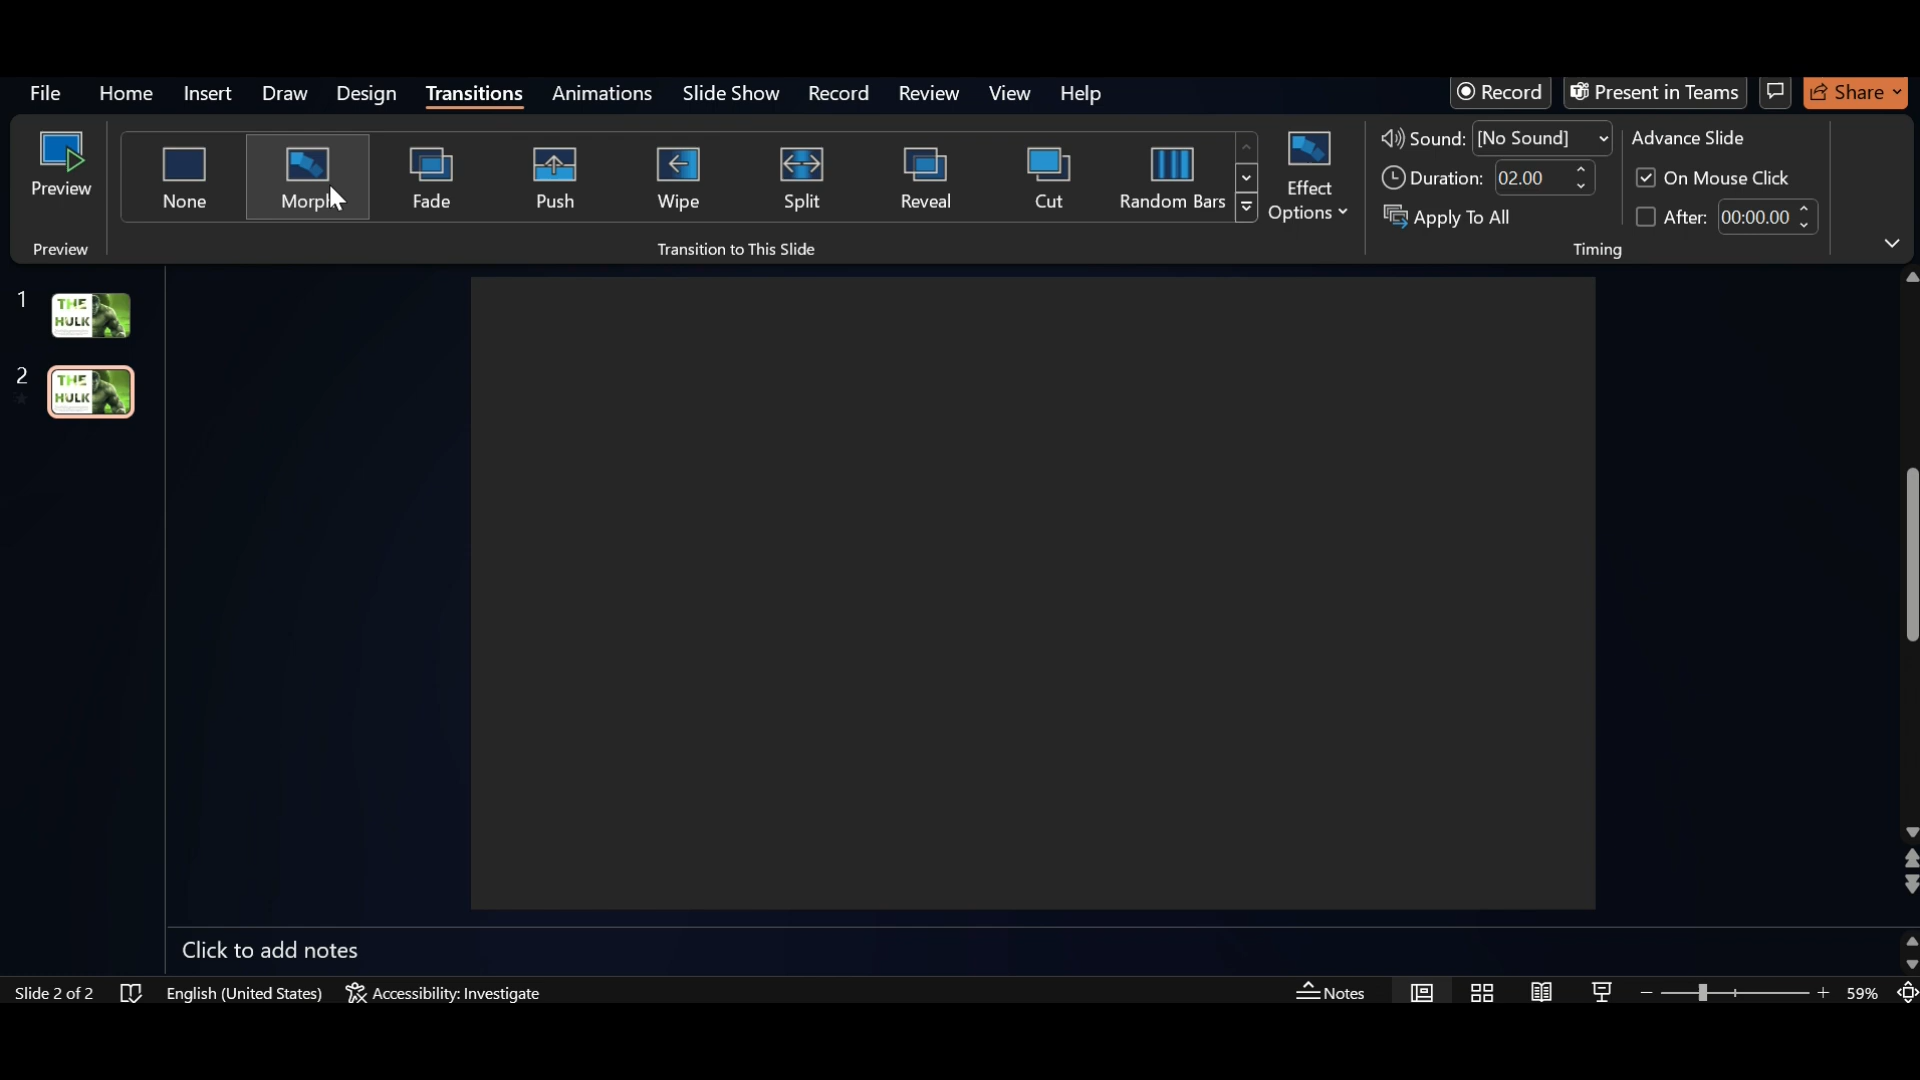 File Home Insert Draw Design Transitions Animations Slide Show Record Review View Help Record Present in Teams Share
Preview
None Morph Fade Push Wipe Split Reveal Cut Random Bars
Effect Options
Sound: [No Sound]
Duration: 02.00
Apply To All
Advance Slide
On Mouse Click
After: 00:00.00
Preview Transition to This Slide Timing
1
THE
HULK
2
THE
HULK
Click to add notes
Slide 2 of 2 English (United States) Accessibility: Investigate Notes 59%